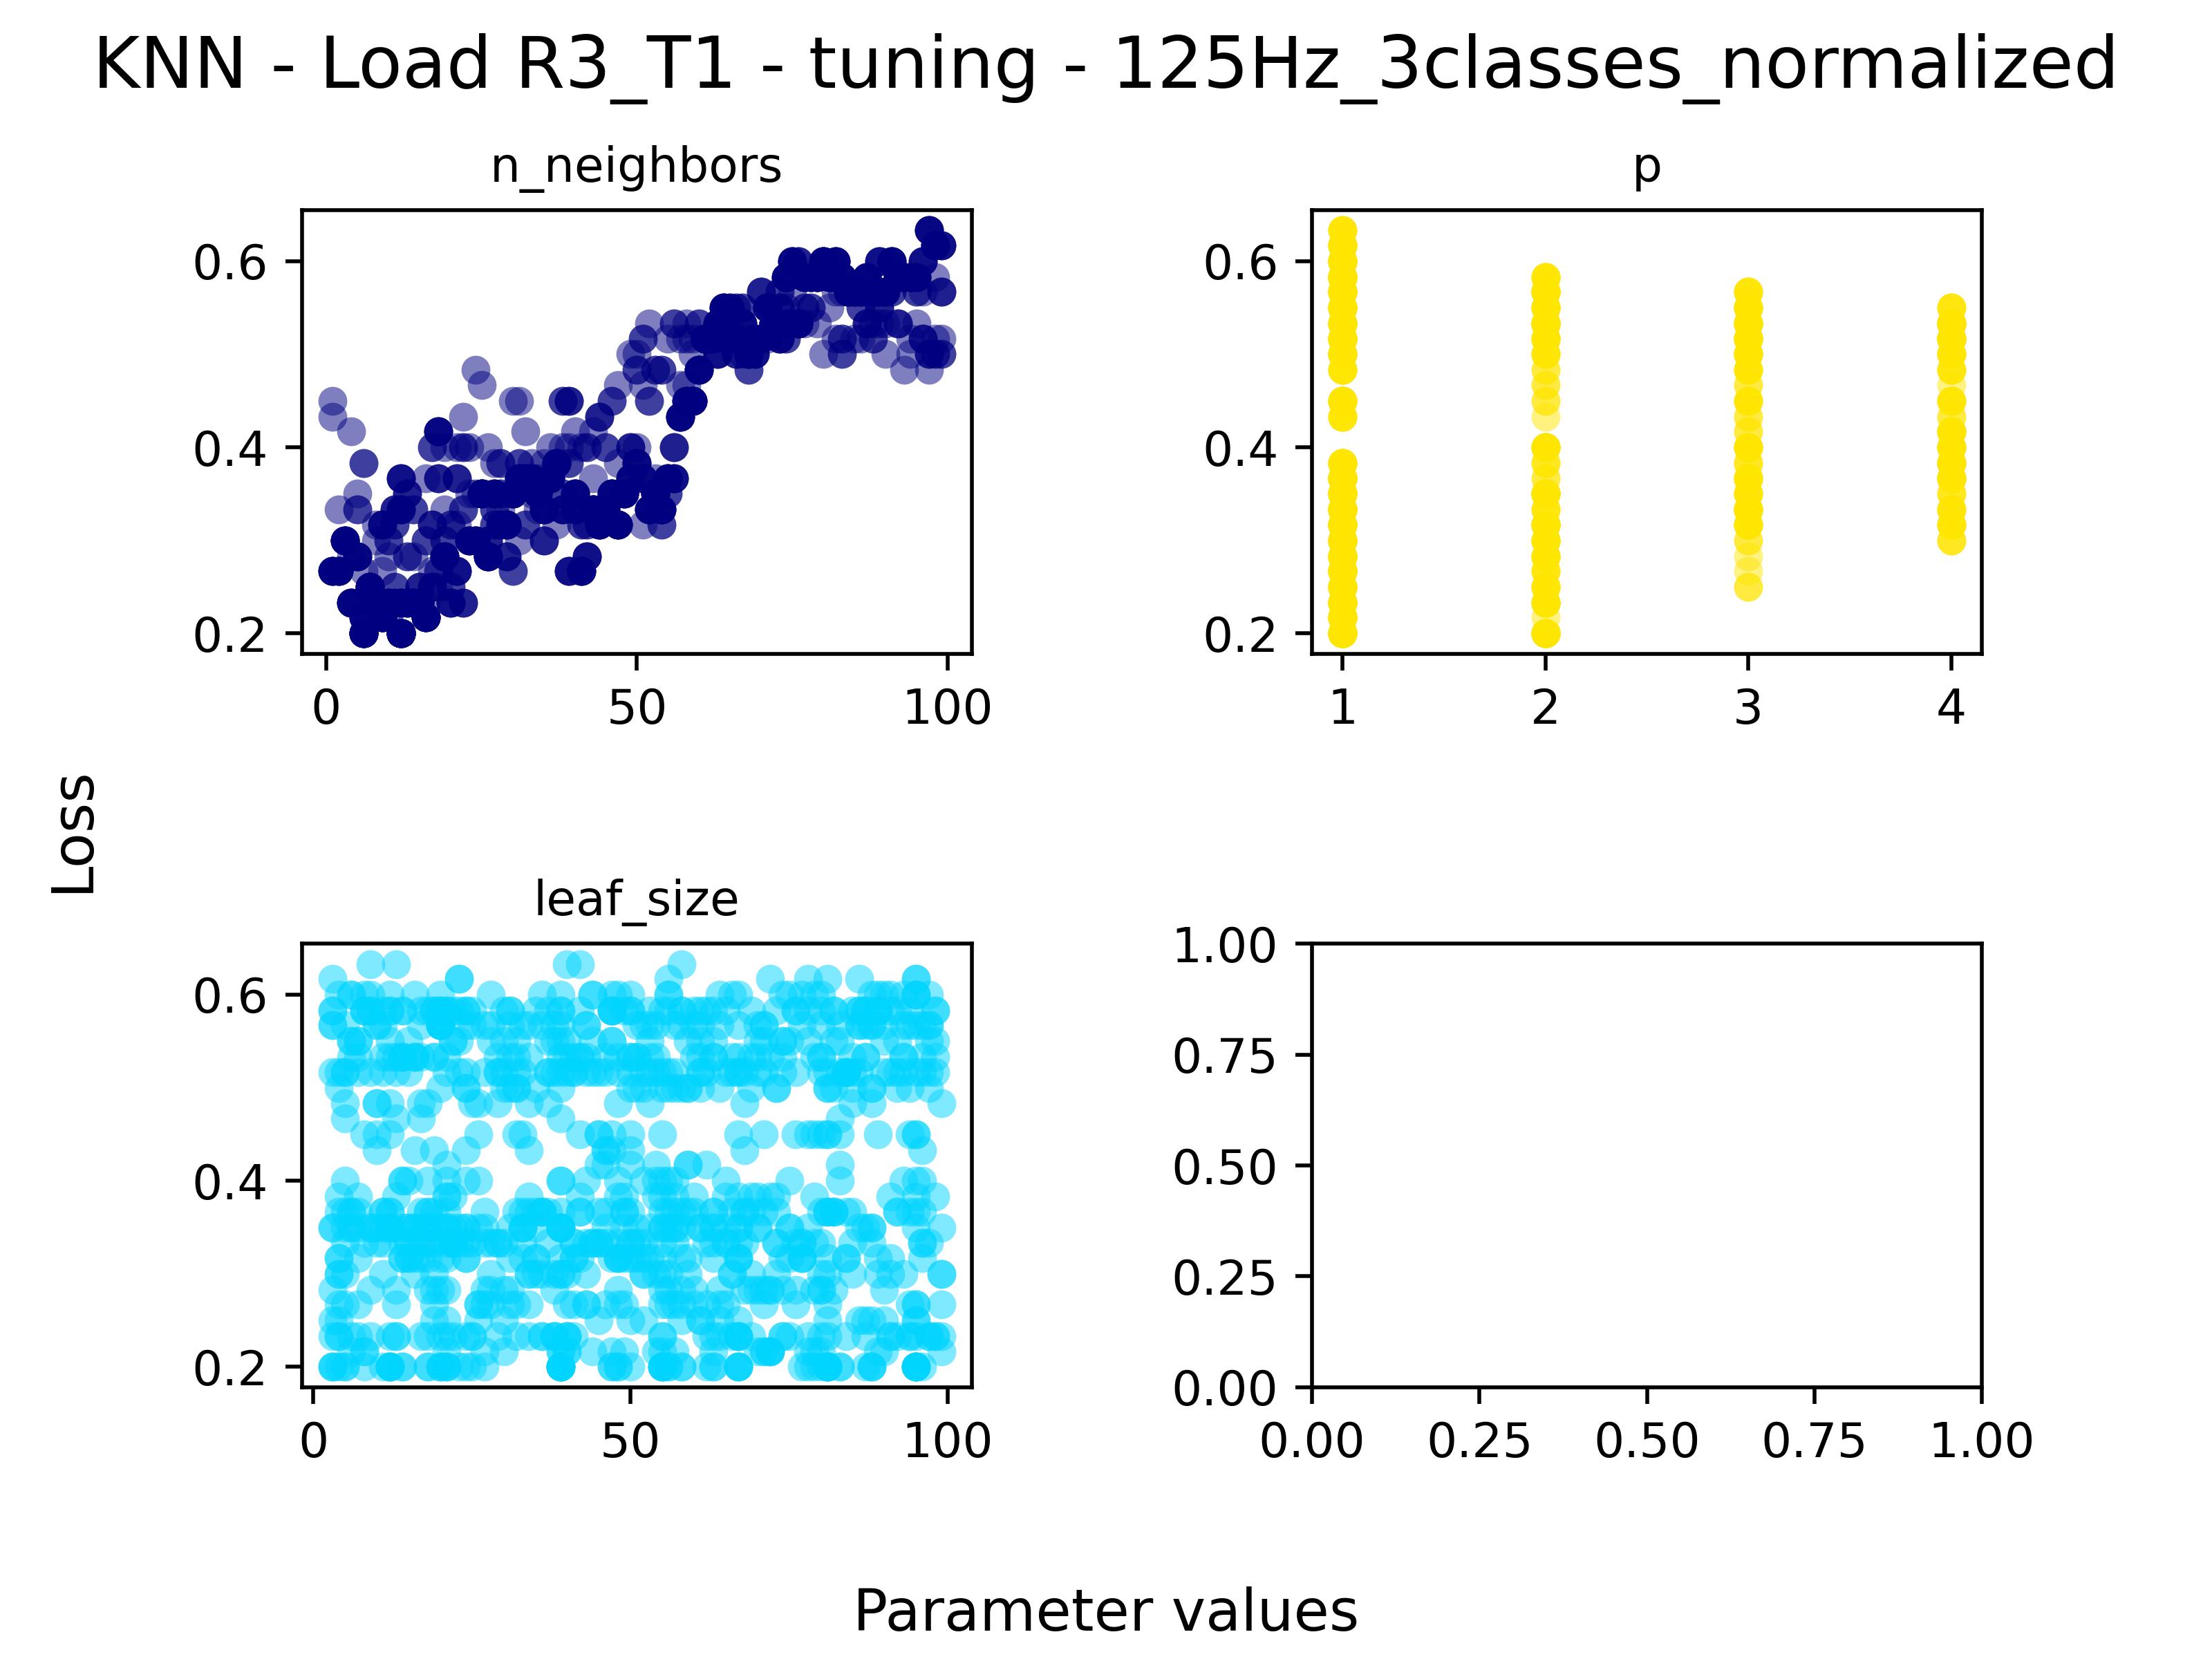 KNN - Load R3_T1 - tuning - 125Hz_3classes_normalized
n_neighbors
0.6
0.4
0.2
0 50 100
p
0.6
0.4
0.2
1 2 3 4
Loss
leaf_size
0.6
0.4
0.2
0 50 100
1.00
0.75
0.50
0.25
0.00
0.00 0.25 0.50 0.75 1.00
Parameter values